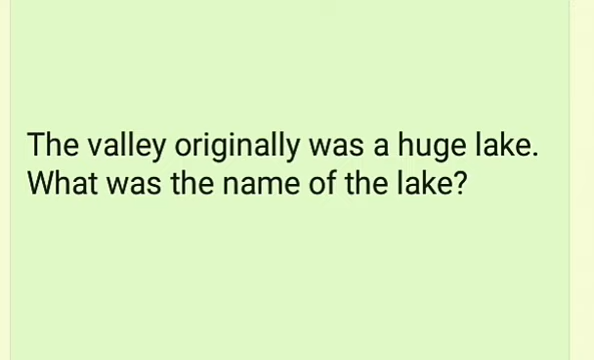 The valley originally was a huge lake.
What was the name of the lake?